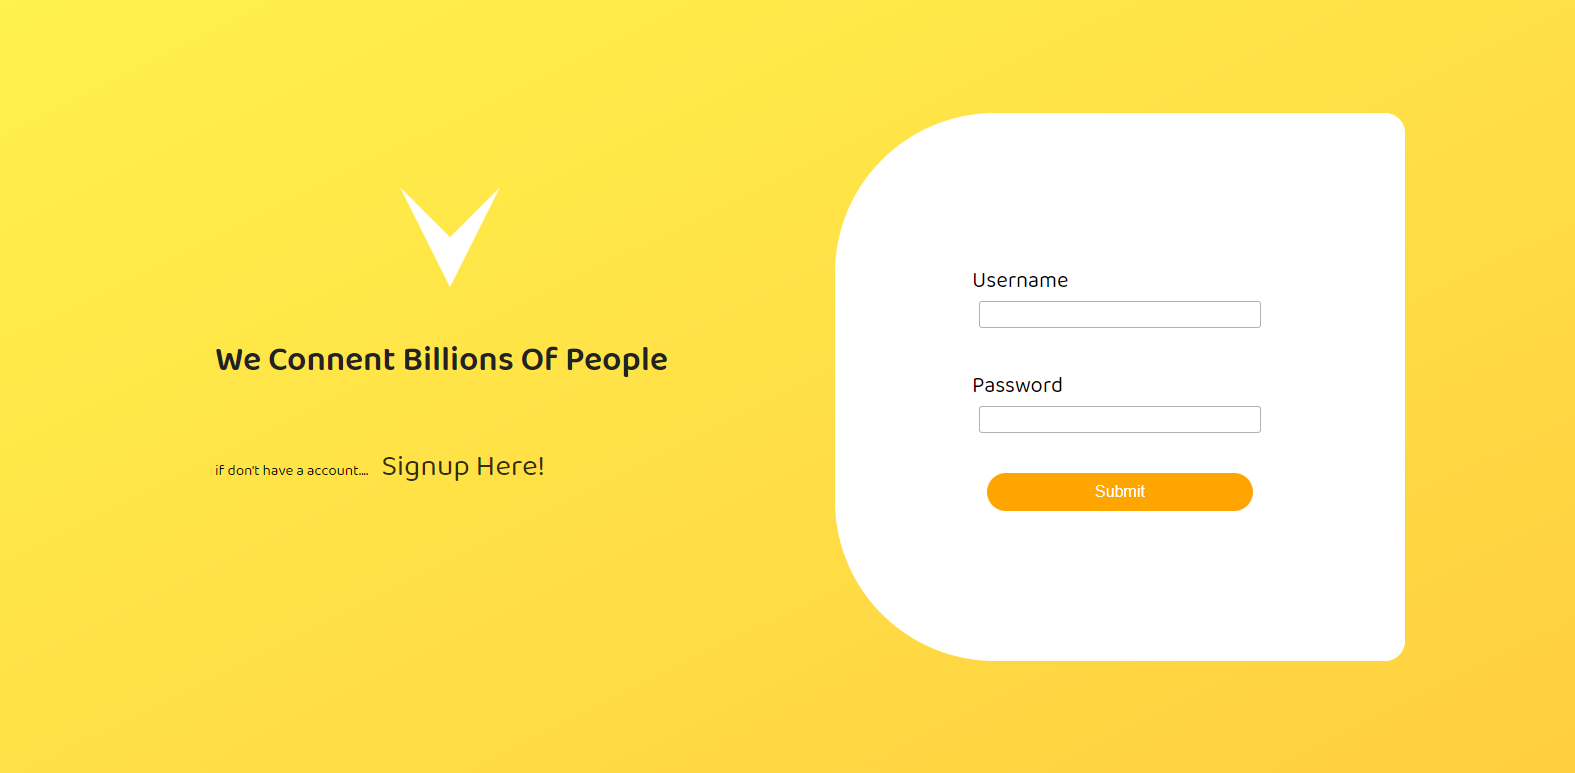 We Connent Billions Of People
if don't have a account.... Signup Here!
Username
Password
Submit